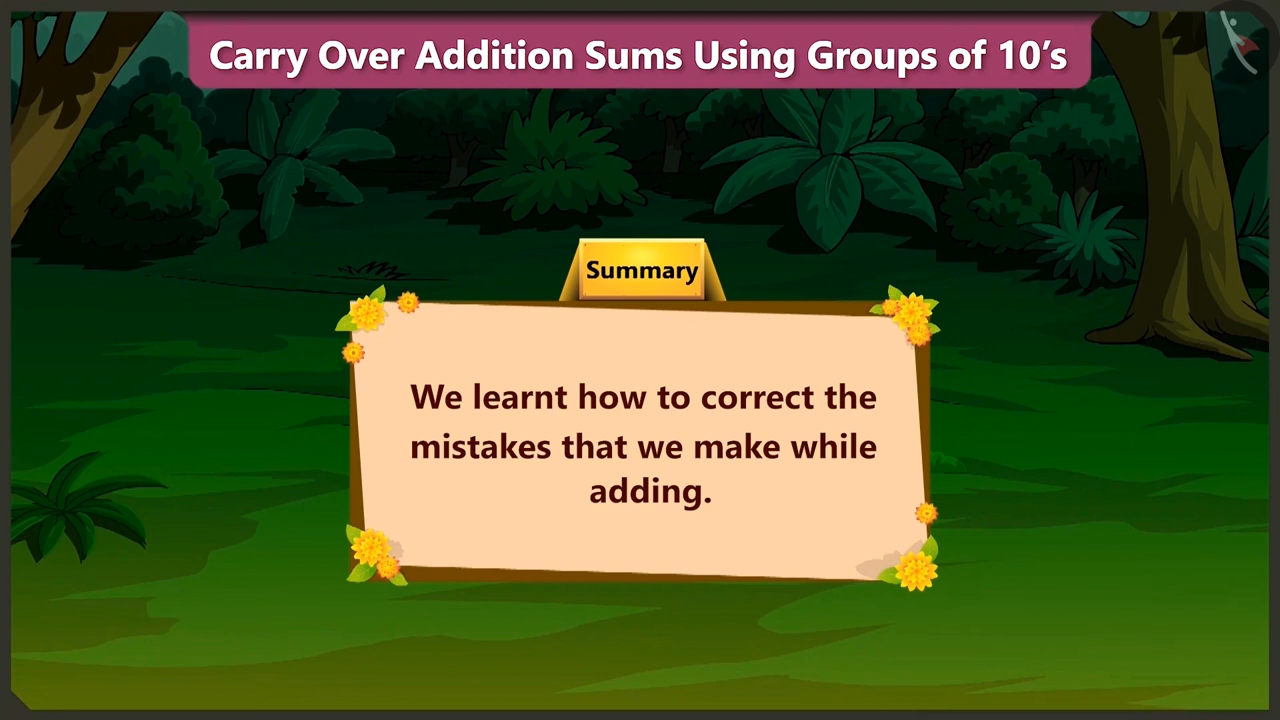 Carry Over Addition Sums Using Groups of 10’s
Summary
We learnt how to correct the
mistakes that we make while
adding.